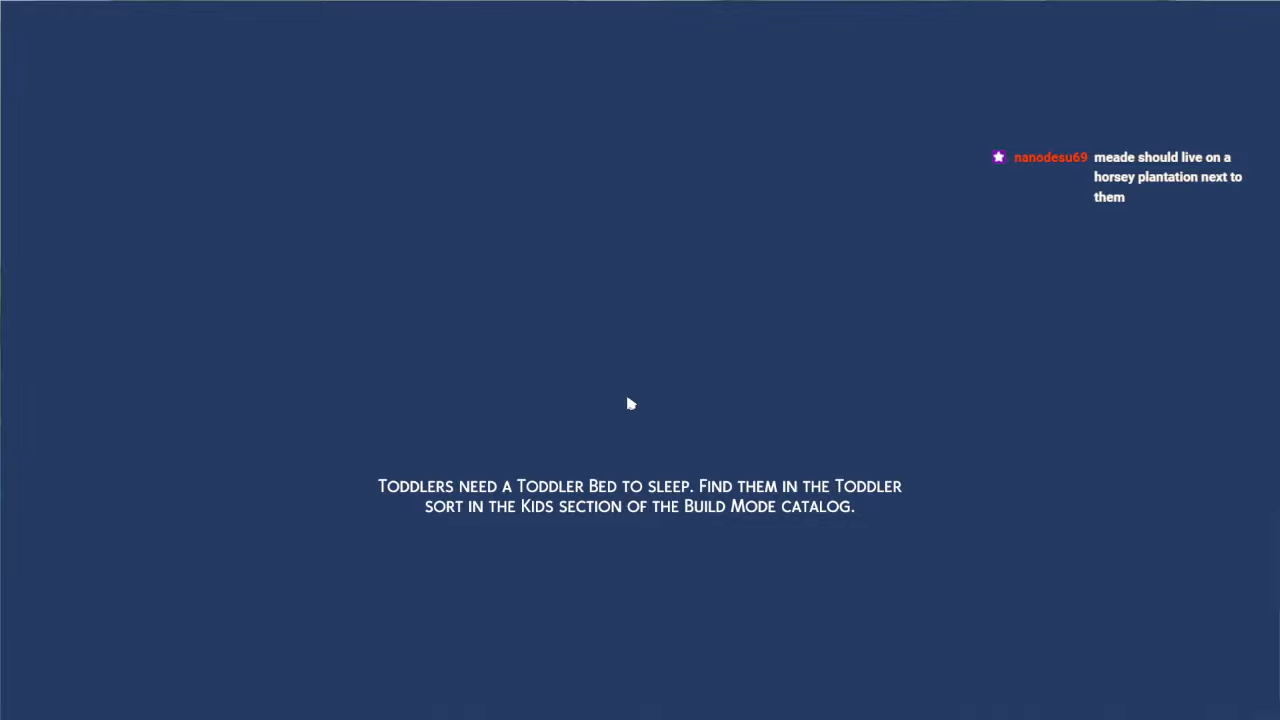 nanodesu69 meade should live on a
horsey plantation next to
them
TODDLERS NEED A TODDLER BED TO SLEEP. FIND THEM IN THE TODDLER
SORT IN THE KIDS SECTION OF THE BUILD MODE CATALOG.